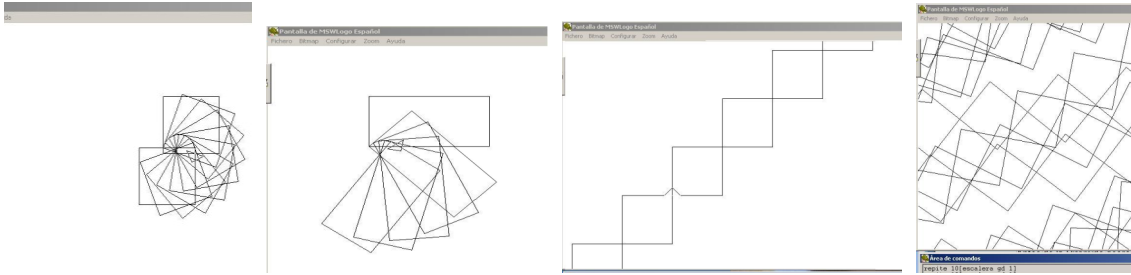 da
Pantalla de MSWLogo Español
Fichero Bitmap Configurar Zoom Ayuda
Pantalla de MSWLogo Español
Fichero Bitmap Configurar Zoom Ayuda
Pantalla de MSWLogo Español
Fichero Bitmap Configurar Zoom Ayuda
Área de comandos
repite 10[escalera gd 1]